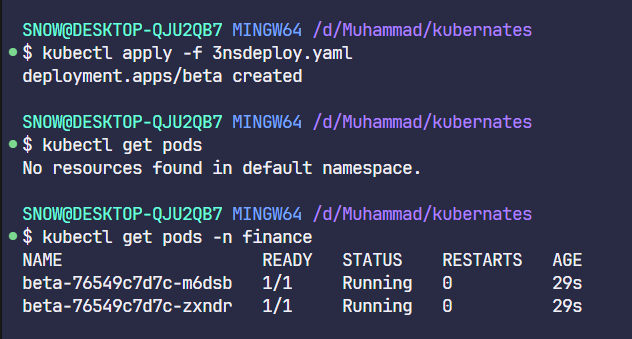 SNOW@DESKTOP-QJU2QB7 MINGW64 /d/Muhammad/kubernates
$ kubectl apply -f 3nsdeploy.yaml
deployment.apps/beta created
SNOW@DESKTOP-QJU2QB7 MINGW64 /d/Muhammad/kubernates
$ kubectl get pods
No resources found in default namespace.
SNOW@DESKTOP-QJU2QB7 MINGW64 /d/Muhammad/kubernates
$ kubectl get pods -n finance
NAME READY STATUS RESTARTS AGE
beta-76549c7d7c-m6dsb 1/1 Running 0 29s
beta-76549c7d7c-zxndr 1/1 Running 0 29s